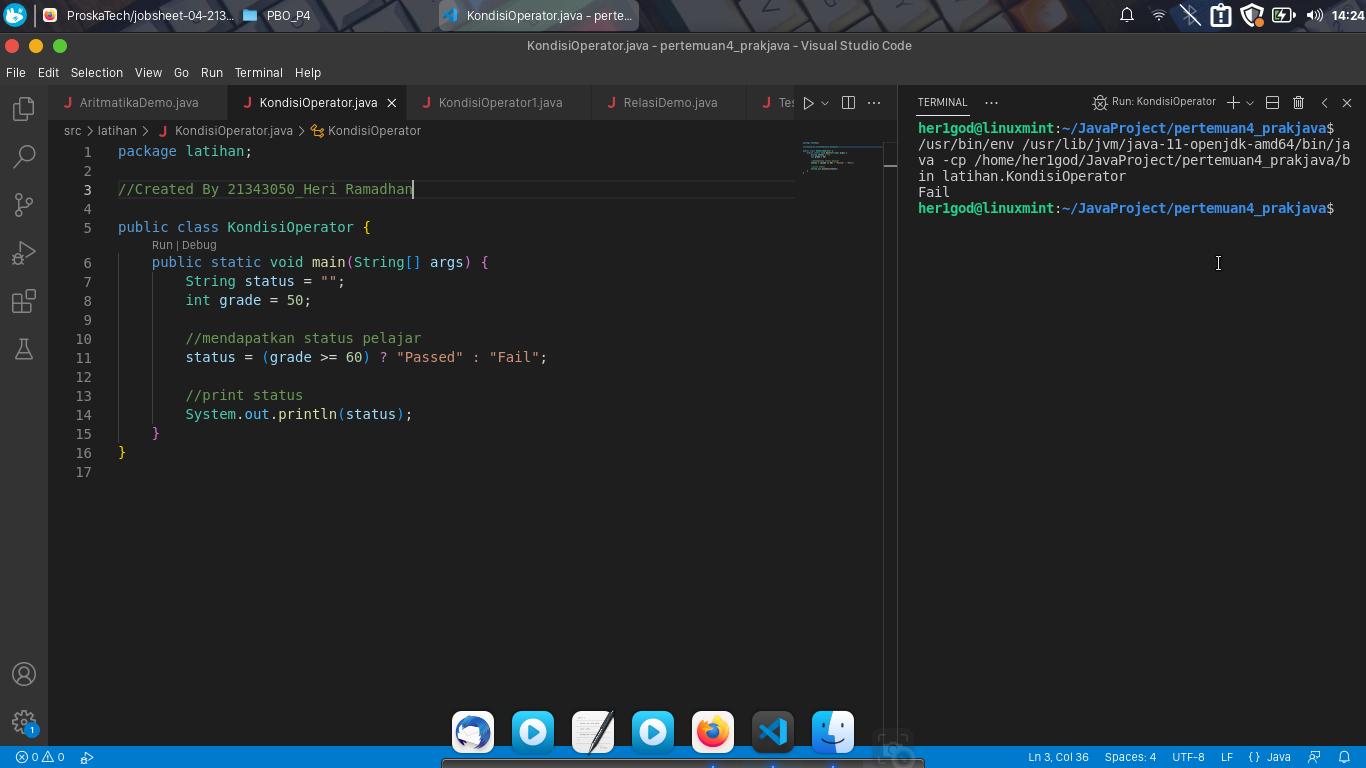 ProskaTech/jobsheet-04-213... PBO_P4 KondisiOperator.java - perte... 14:24
KondisiOperator.java - pertemuan4_prakjava - Visual Studio Code
File Edit Selection View Go Run Terminal Help
AritmatikaDemo.java KondisiOperator.java KondisiOperator1.java RelasiDemo.java Tes
src > latihan > KondisiOperator.java > KondisiOperator
1 package latihan;
2
3 //Created By 21343050_Heri Ramadhan
4
5 public class KondisiOperator {
Run | Debug
6 public static void main(String[] args) {
7 String status = "";
8 int grade = 50;
9
10 //mendapatkan status pelajar
11 status = (grade >= 60) ? "Passed" : "Fail";
12
13 //print status
14 System.out.println(status);
15 }
16 }
17
TERMINAL ... Run: KondisiOperator
her1god@linuxmint:~/JavaProject/pertemuan4_prakjava$
/usr/bin/env /usr/lib/jvm/java-11-openjdk-amd64/bin/ja
va -cp /home/her1god/JavaProject/pertemuan4_prakjava/b
in latihan.KondisiOperator
Fail
her1god@linuxmint:~/JavaProject/pertemuan4_prakjava$
1
0 0 Ln 3, Col 36 Spaces: 4 UTF-8 LF {} Java